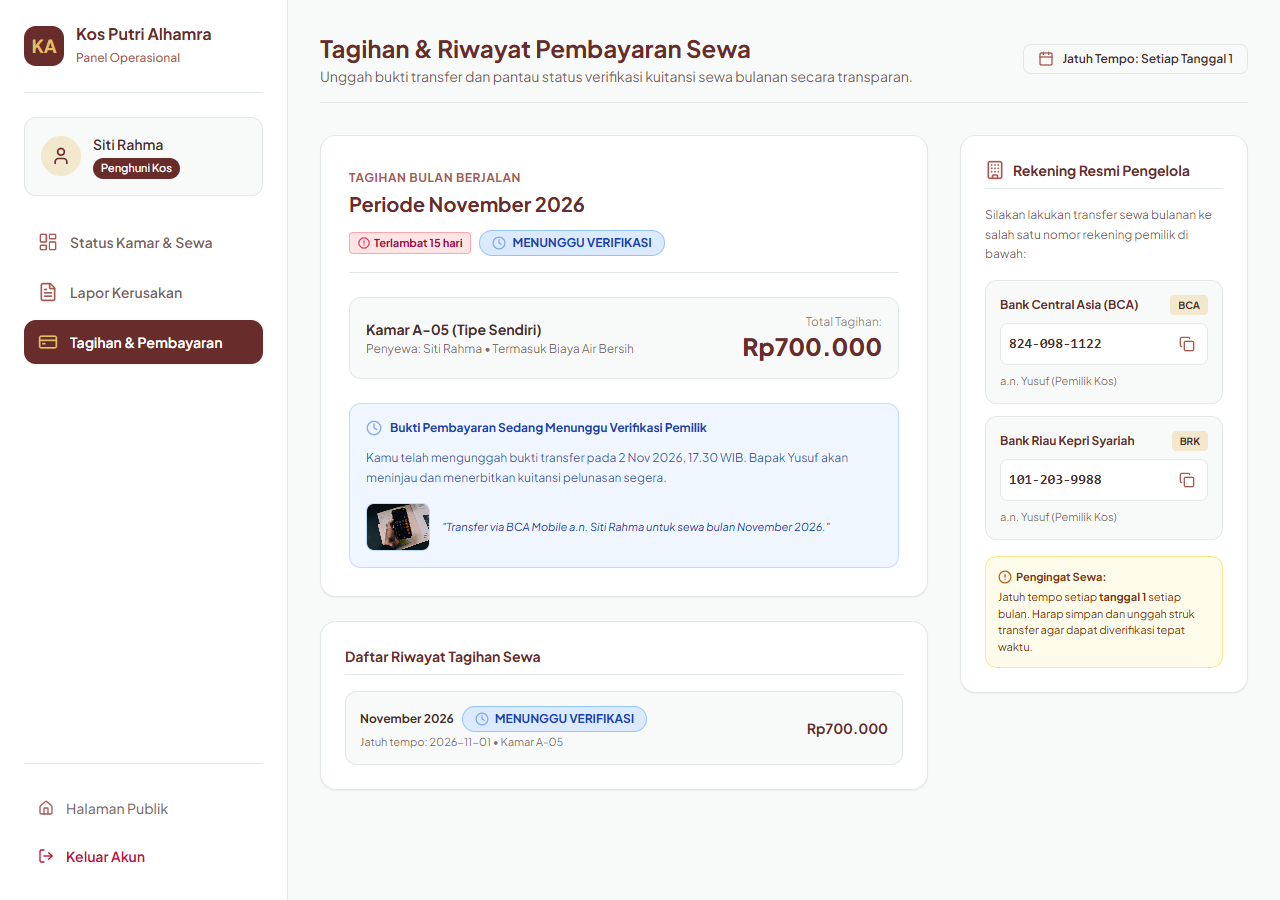 KA
Kos Putri Alhamra
Panel Operasional
Siti Rahma
Penghuni Kos
Status Kamar & Sewa
Lapor Kerusakan
Tagihan & Pembayaran
Halaman Publik
Keluar Akun
Tagihan & Riwayat Pembayaran Sewa
Unggah bukti transfer dan pantau status verifikasi kuitansi sewa bulanan secara transparan.
Jatuh Tempo: Setiap Tanggal 1
TAGIHAN BULAN BERJALAN
Periode November 2026
Terlambat 15 hari
MENUNGGU VERIFIKASI
Kamar A-05 (Tipe Sendiri)
Penyewa: Siti Rahma • Termasuk Biaya Air Bersih
Total Tagihan:
Rp700.000
Bukti Pembayaran Sedang Menunggu Verifikasi Pemilik
Kamu telah mengunggah bukti transfer pada 2 Nov 2026, 17.30 WIB. Bapak Yusuf akan
meninjau dan menerbitkan kuitansi pelunasan segera.
"Transfer via BCA Mobile a.n. Siti Rahma untuk sewa bulan November 2026."
Daftar Riwayat Tagihan Sewa
November 2026
MENUNGGU VERIFIKASI
Jatuh tempo: 2026-11-01 • Kamar A-05
Rp700.000
Rekening Resmi Pengelola
Silakan lakukan transfer sewa bulanan ke
salah satu nomor rekening pemilik di
bawah:
Bank Central Asia (BCA)
BCA
824-098-1122
a.n. Yusuf (Pemilik Kos)
Bank Riau Kepri Syariah
BRK
101-203-9988
a.n. Yusuf (Pemilik Kos)
Pengingat Sewa:
Jatuh tempo setiap tanggal 1 setiap
bulan. Harap simpan dan unggah struk
transfer agar dapat diverifikasi tepat
waktu.